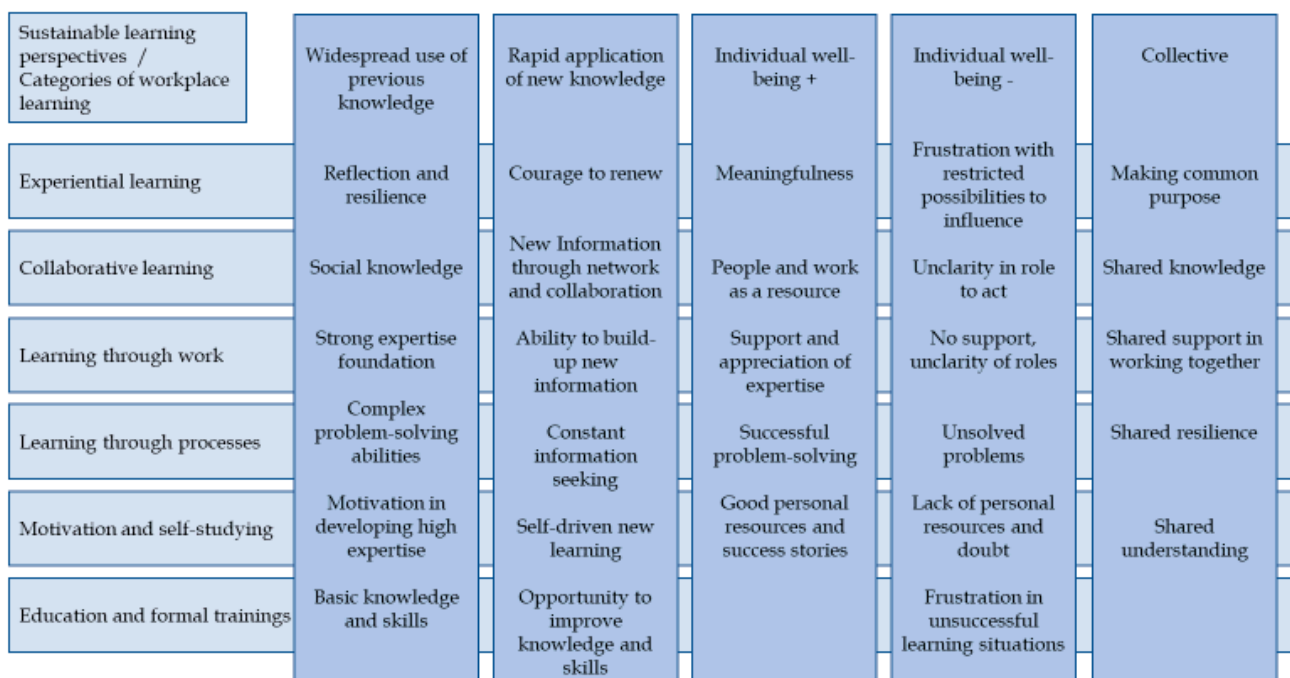 Sustainable learning
perspectives /
Categories of workplace
learning
Widespread use of
previous
knowledge
Rapid application
of new knowledge
Individual well-
being +
Individual well-
being -
Collective
Experiential learning
Reflection and
resilience
Courage to renew
Meaningfulness
Frustration with
restricted
possibilities to
influence
Making common
purpose
Collaborative learning
Social knowledge
New Information
through network
and collaboration
People and work
as a resource
Unclarity in role
to act
Shared knowledge
Learning through work
Strong expertise
foundation
Ability to build-
up new
information
Support and
appreciation of
expertise
No support,
unclarity of roles
Shared support in
working together
Learning through processes
Complex
problem-solving
abilities
Constant
information
seeking
Successful
problem-solving
Unsolved
problems
Shared resilience
Motivation and self-studying
Motivation in
developing high
expertise
Self-driven new
learning
Good personal
resources and
success stories
Lack of personal
resources and
doubt
Shared
understanding
Education and formal trainings
Basic knowledge
and skills
Opportunity to
improve
knowledge and
skills
Frustration in
unsuccessful
learning situations